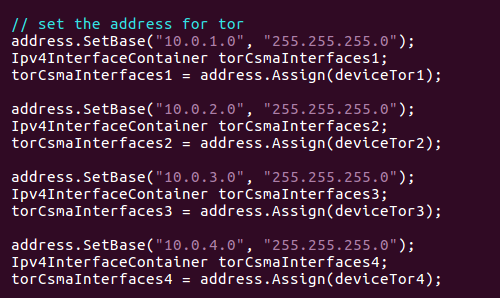 // set the address for tor
address.SetBase("10.0.1.0", "255.255.255.0");
Ipv4InterfaceContainer torCsmaInterfaces1;
torCsmaInterfaces1 = address.Assign(deviceTor1);
address.SetBase("10.0.2.0", "255.255.255.0");
Ipv4InterfaceContainer torCsmaInterfaces2;
torCsmaInterfaces2 = address.Assign(deviceTor2);
address.SetBase("10.0.3.0", "255.255.255.0");
Ipv4InterfaceContainer torCsmaInterfaces3;
torCsmaInterfaces3 = address.Assign(deviceTor3);
address.SetBase("10.0.4.0", "255.255.255.0");
Ipv4InterfaceContainer torCsmaInterfaces4;
torCsmaInterfaces4 = address.Assign(deviceTor4);